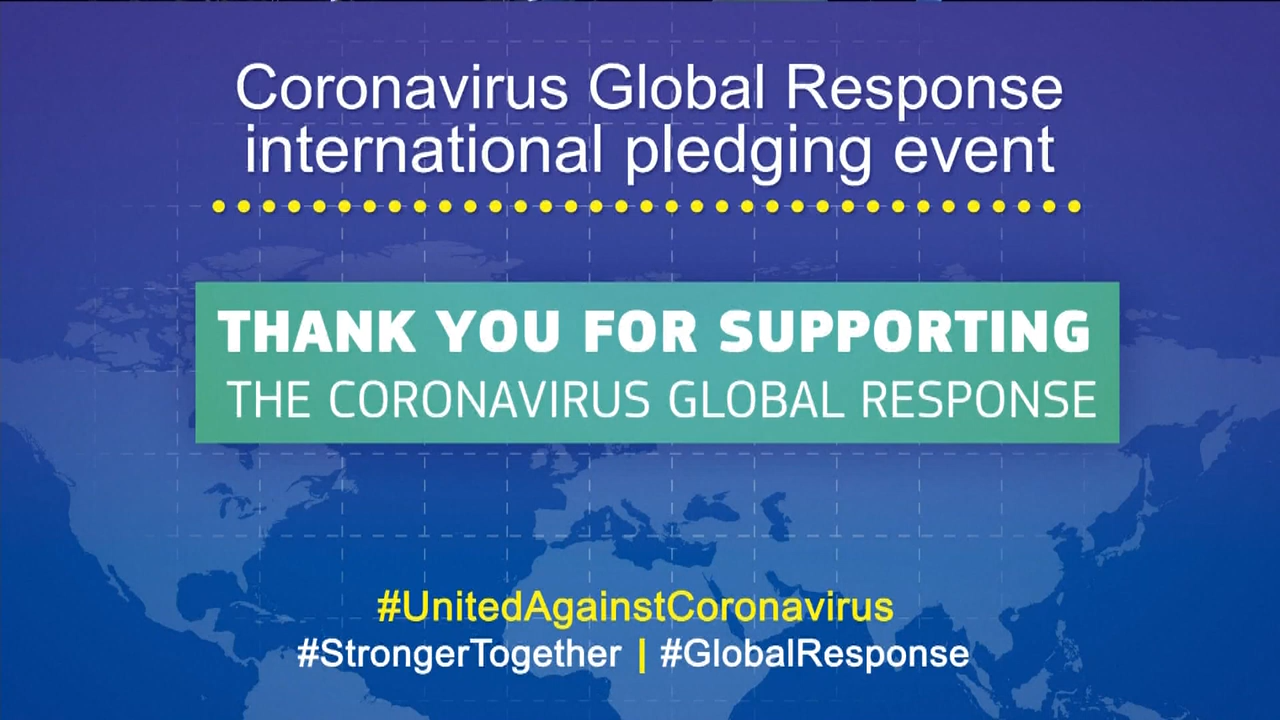 Coronavirus Global Response
international pledging event
THANK YOU FOR SUPPORTING
THE CORONAVIRUS GLOBAL RESPONSE
#UnitedAgainstCoronavirus
#StrongerTogether | #GlobalResponse